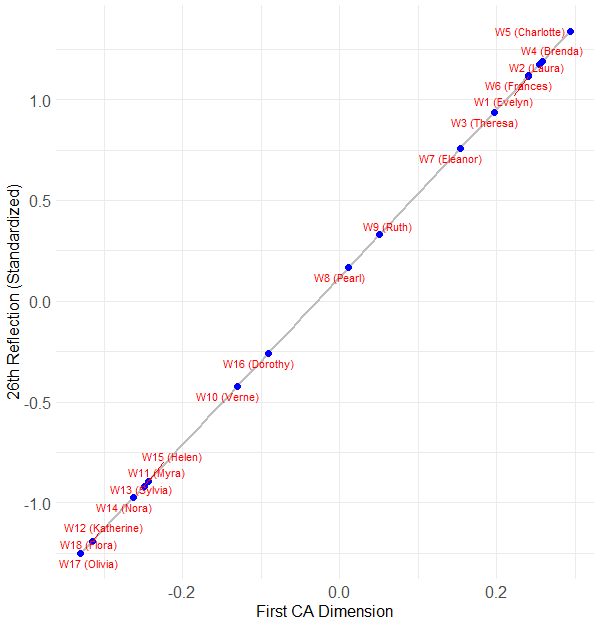 W5 (Charlotte)
W4 (Brenda)
W2 (Laura)
W6 (Frances)
W1 (Evelyn)
W3 (Theresa)
W7 (Eleanor)
W9 (Ruth)
W8 (Pearl)
W16 (Dorothy)
W10 (Verne)
W15 (Helen)
W11 (Myra)
W13 (Sylvia)
W14 (Nora)
W12 (Katherine)
W18 (Flora)
W17 (Olivia)
1.0
0.5
0.0
-0.5
-1.0
26th Reflection (Standardized)
-0.2
0.0
0.2
First CA Dimension